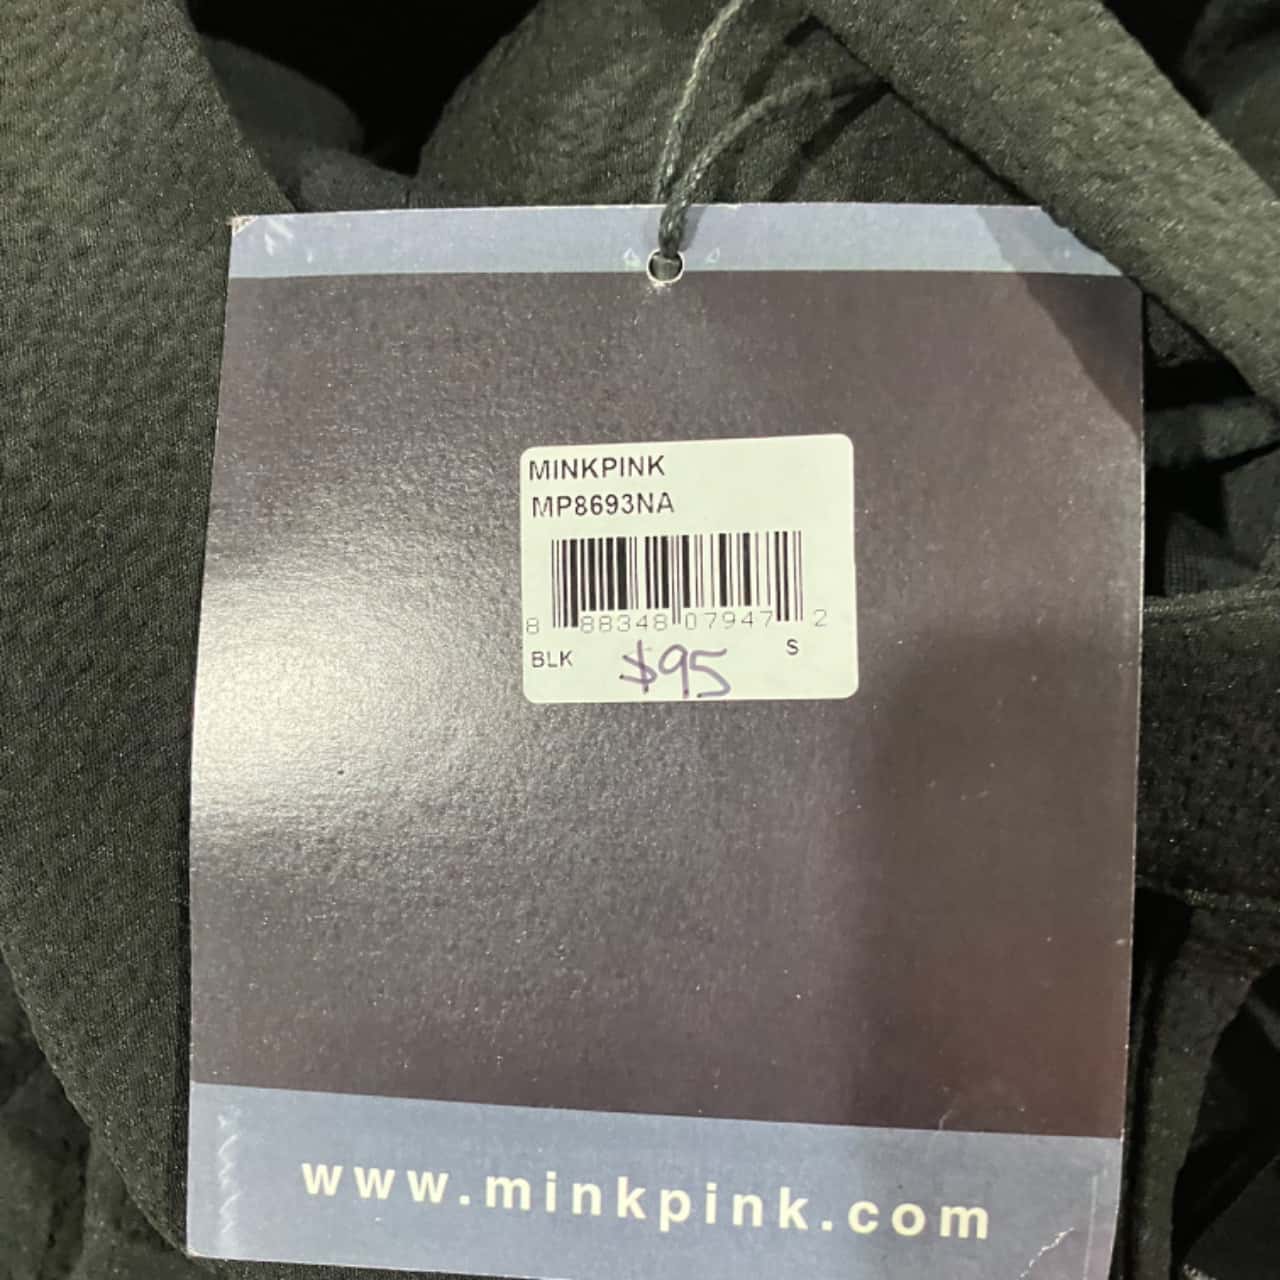 MINKPINK
MP8693NA
8 88348 07947 2
BLK $95 S
www.minkpink.com